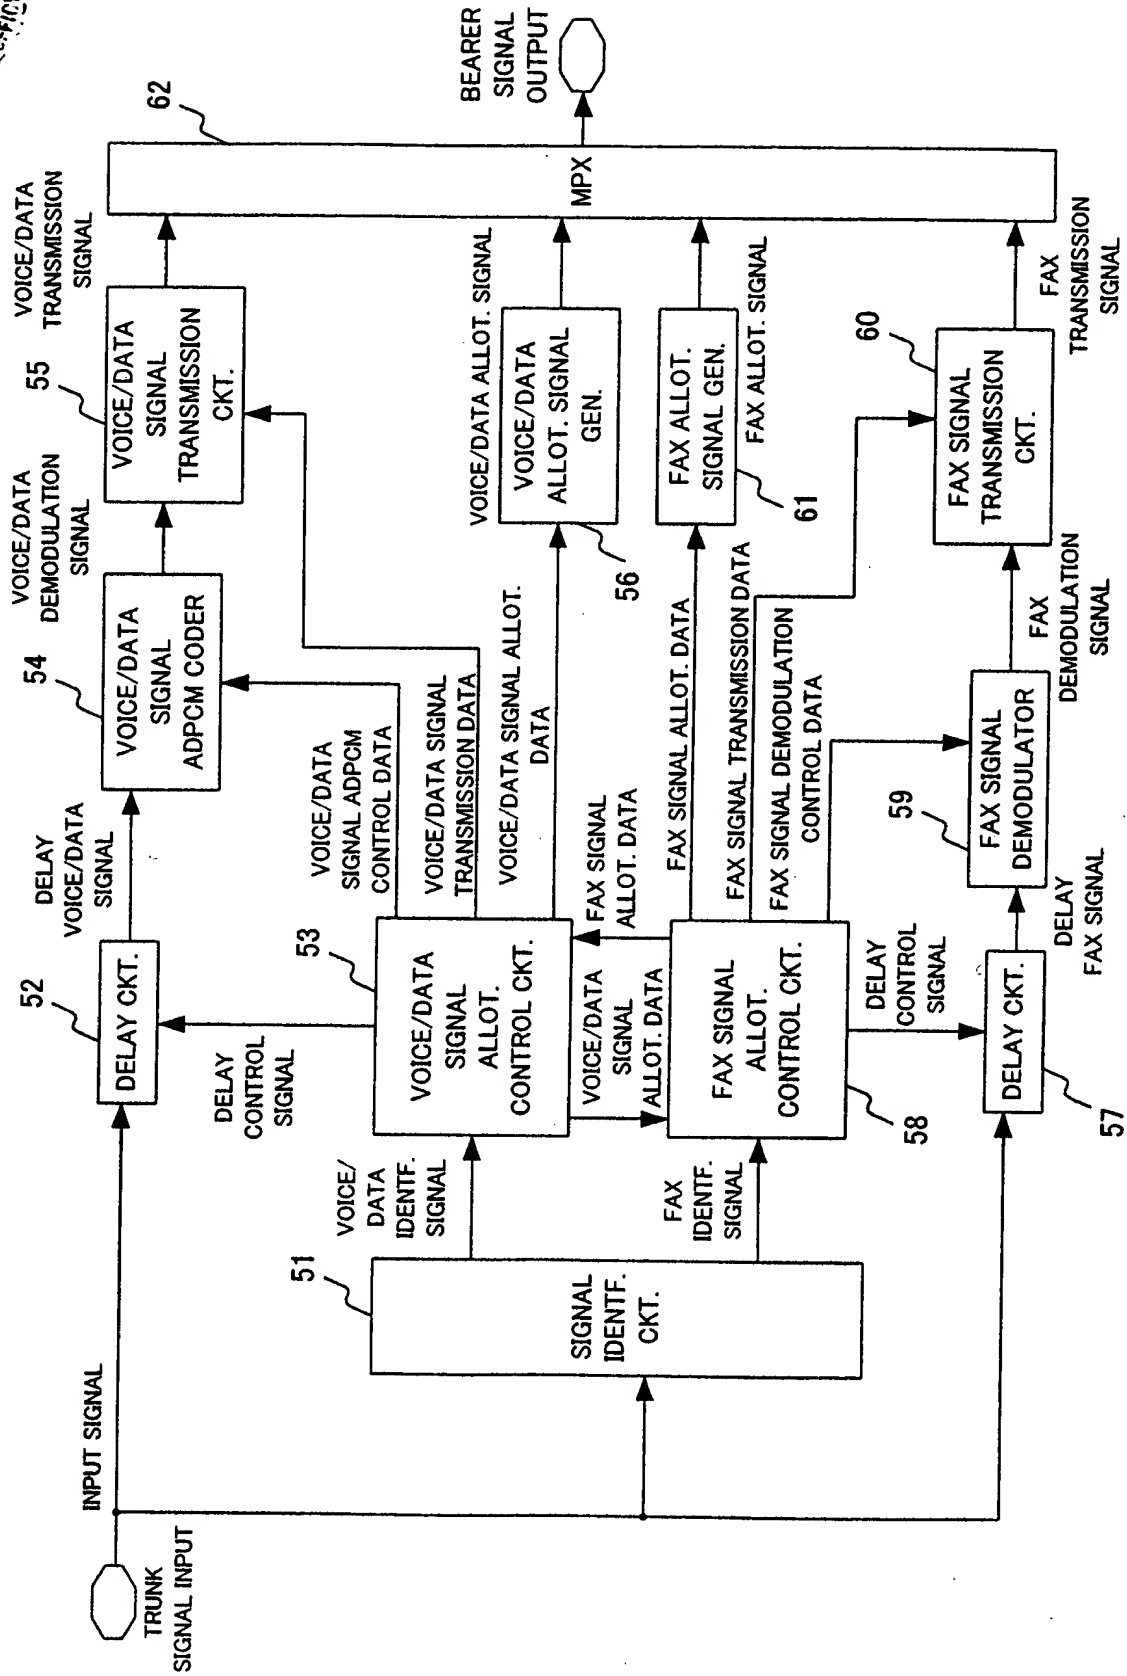 TRUNK
SIGNAL INPUT
INPUT SIGNAL
51
SIGNAL
IDENTF.
CKT.
VOICE/
DATA
IDENTF.
SIGNAL
FAX
IDENTF.
SIGNAL
52
DELAY CKT.
DELAY
CONTROL
SIGNAL
53
VOICE/DATA
SIGNAL
ALLOT.
CONTROL CKT.
VOICE/DATA
SIGNAL
ALLOT. DATA
FAX SIGNAL
ALLOT. DATA
FAX SIGNAL
ALLOT.
CONTROL CKT.
58
DELAY
CONTROL
SIGNAL
DELAY CKT.
57
DELAY
VOICE/DATA
SIGNAL
54
VOICE/DATA
SIGNAL
ADPCM CODER
VOICE/DATA
SIGNAL ADPCM
CONTROL DATA
VOICE/DATA SIGNAL
TRANSMISSION DATA
VOICE/DATA SIGNAL ALLOT.
DATA
FAX SIGNAL ALLOT. DATA
FAX SIGNAL TRANSMISSION DATA
FAX SIGNAL DEMODULATION
CONTROL DATA
DELAY
FAX SIGNAL
59
FAX SIGNAL
DEMODULATOR
VOICE/DATA
DEMODULATION
SIGNAL
55
VOICE/DATA
SIGNAL
TRANSMISSION
CKT.
56
VOICE/DATA
ALLOT. SIGNAL
GEN.
61
FAX ALLOT.
SIGNAL GEN.
FAX
DEMODULATION
SIGNAL
60
FAX SIGNAL
TRANSMISSION
CKT.
VOICE/DATA
TRANSMISSION
SIGNAL
VOICE/DATA ALLOT. SIGNAL
FAX ALLOT. SIGNAL
FAX
TRANSMISSION
SIGNAL
62
MPX
BEARER
SIGNAL
OUTPUT